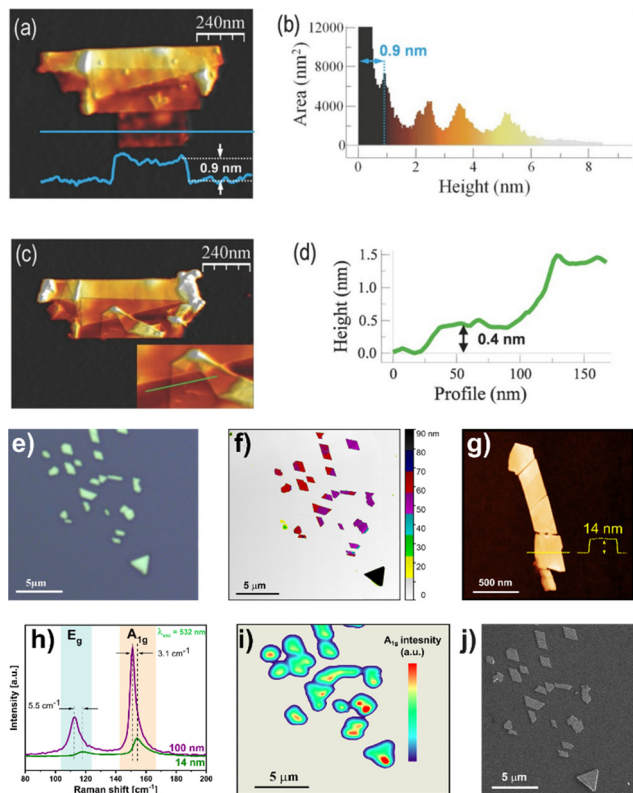 (a)
240nm
0.9 nm
(b)
Area (nm²)
12000
8000
4000
0
0.9 nm
0 2 4 6 8
Height (nm)
(c)
240nm
(d)
Height (nm)
1.5
1.0
0.5
0.0
0.4 nm
0 50 100 150
Profile (nm)
e)
5µm
f)
5 µm
90 nm
80
70
60
50
40
30
20
10
0
g)
14 nm
500 nm
h)
Eg
A1g
λexc = 532 nm
3.1 cm⁻¹
5.5 cm⁻¹
100 nm
14 nm
Intensity [a.u.]
80 100 120 140 160 180 200
Raman shift [cm⁻¹]
i)
A1g intesnity
(a.u.)
5 µm
j)
5 µm